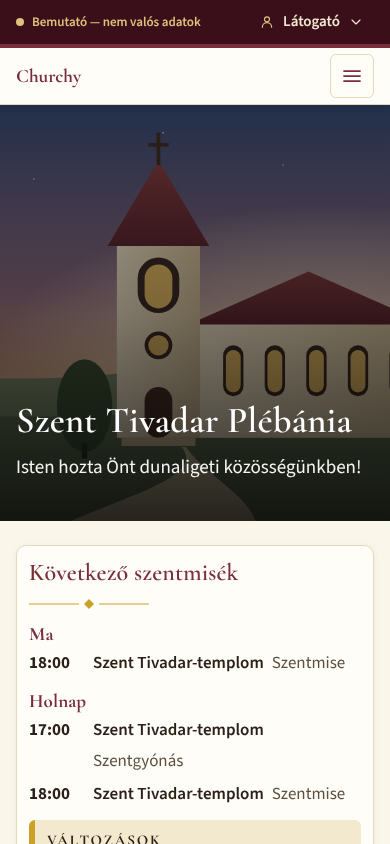 Bemutató — nem valós adatok
Látogató
Churchy
Szent Tivadar Plébánia
Isten hozta Önt dunaligeti közösségünkben!
Következő szentmisék
Ma
18:00 Szent Tivadar-templom Szentmise
Holnap
17:00 Szent Tivadar-templom
Szentgyónás
18:00 Szent Tivadar-templom Szentmise
VÁLTOZÁSOK